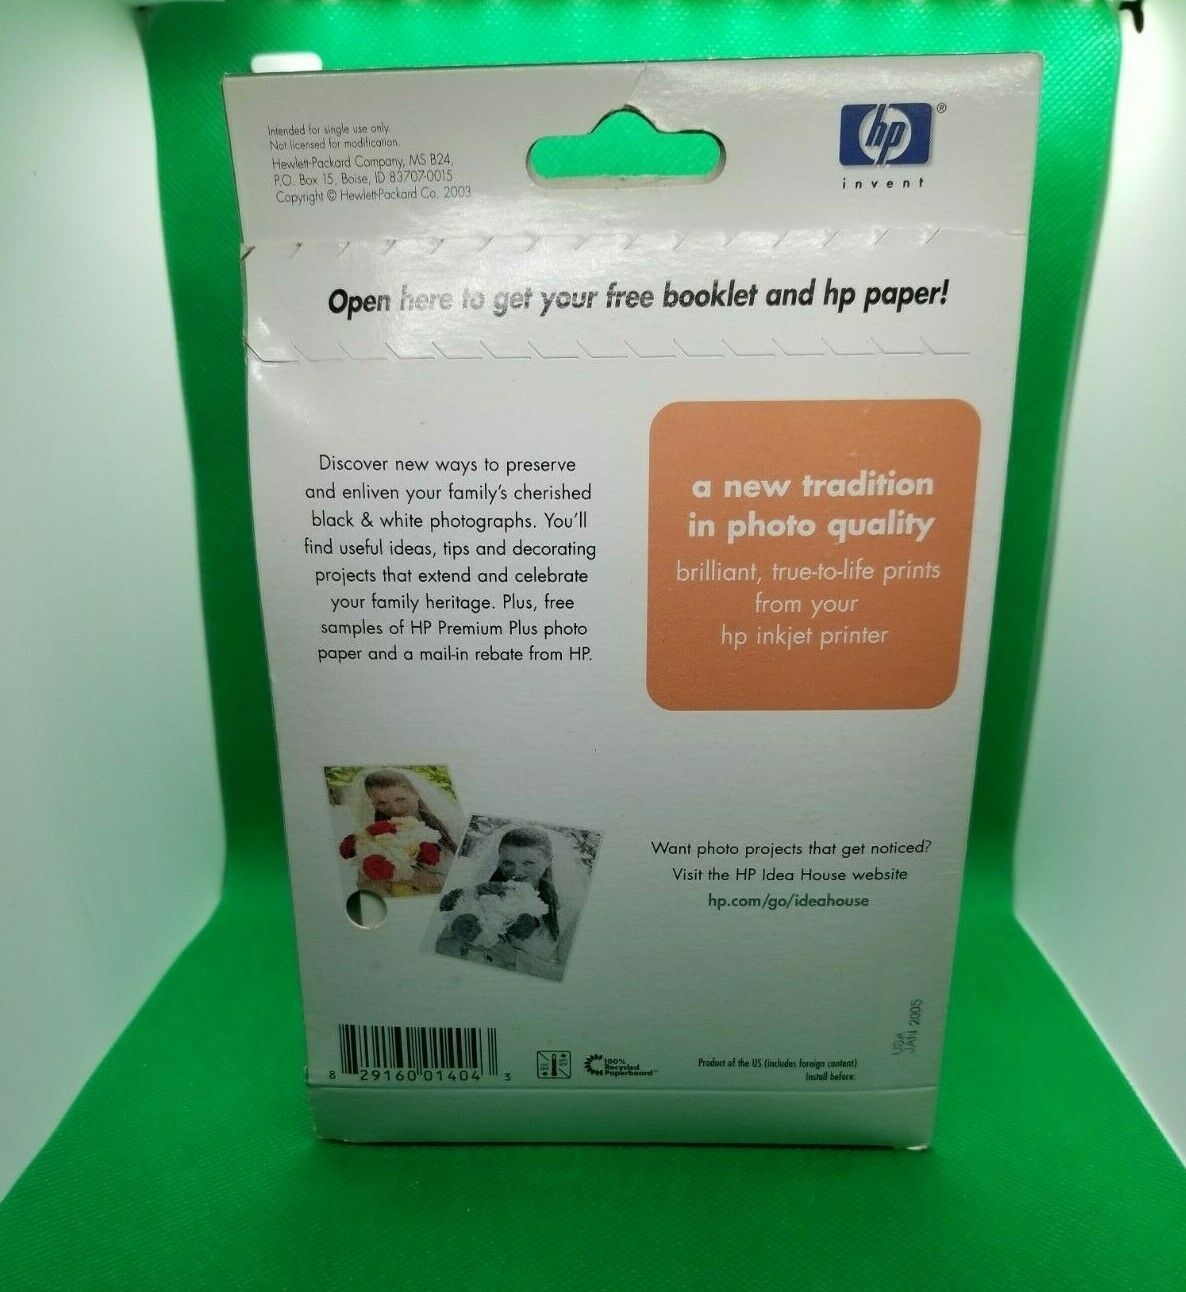 Intended for single use only.
Not licensed for modification.
Hewlett-Packard Company, MS B24,
P.O. Box 15, Boise, ID 83707-0015
Copyright © Hewlett-Packard Co. 2003
hp
®
invent
Open here to get your free booklet and hp paper!
Discover new ways to preserve
and enliven your family's cherished
black & white photographs. You'll
find useful ideas, tips and decorating
projects that extend and celebrate
your family heritage. Plus, free
samples of HP Premium Plus photo
paper and a mail-in rebate from HP.
a new tradition
in photo quality
brilliant, true-to-life prints
from your
hp inkjet printer
Want photo projects that get noticed?
Visit the HP Idea House website
hp.com/go/ideahouse
8 29160 01404 3
100%
Recycled
Paperboard™
Product of the US (includes foreign content)
Install before:
USA
JAN 2005